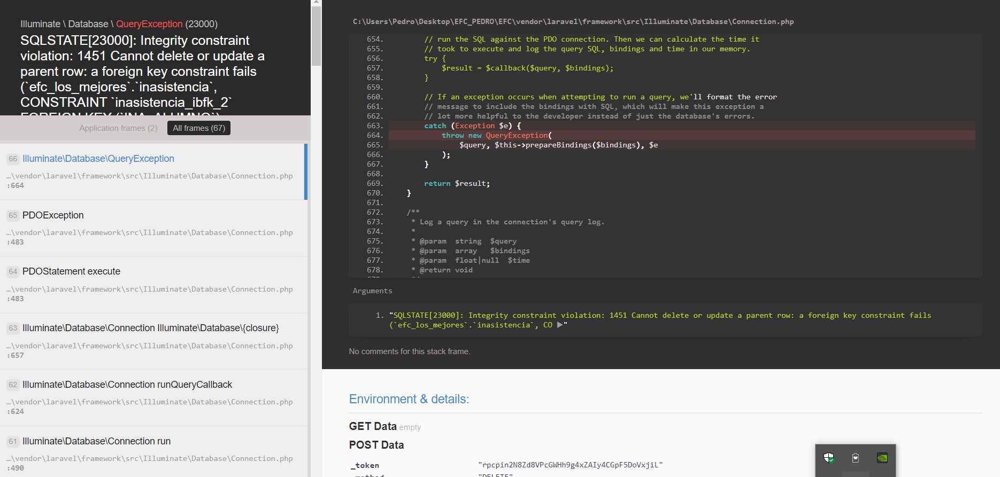 Illuminate \ Database \ QueryException (23000)
SQLSTATE[23000]: Integrity constraint
violation: 1451 Cannot delete or update a
parent row: a foreign key constraint fails
(`efc_los_mejores`.`inasistencia`,
CONSTRAINT `inasistencia_ibfk_2`
FOREIGN KEY (`INA_ALUMNO`)
Application frames (2) All frames (67)
66 Illuminate\Database\QueryException
…\vendor\laravel\framework\src\Illuminate\Database\Connection.php
:664
65 PDOException
…\vendor\laravel\framework\src\Illuminate\Database\Connection.php
:483
64 PDOStatement execute
…\vendor\laravel\framework\src\Illuminate\Database\Connection.php
:483
63 Illuminate\Database\Connection Illuminate\Database\{closure}
…\vendor\laravel\framework\src\Illuminate\Database\Connection.php
:657
62 Illuminate\Database\Connection runQueryCallback
…\vendor\laravel\framework\src\Illuminate\Database\Connection.php
:624
61 Illuminate\Database\Connection run
…\vendor\laravel\framework\src\Illuminate\Database\Connection.php
:490
C:\Users\Pedro\Desktop\EFC_PEDRO\EFC\vendor\laravel\framework\src\Illuminate\Database\Connection.php
654. // run the SQL against the PDO connection. Then we can calculate the time it
655. // took to execute and log the query SQL, bindings and time in our memory.
656. try {
657. $result = $callback($query, $bindings);
658. }
659.
660. // If an exception occurs when attempting to run a query, we'll format the error
661. // message to include the bindings with SQL, which will make this exception a
662. // lot more helpful to the developer instead of just the database's errors.
663. catch (Exception $e) {
664. throw new QueryException(
665. $query, $this->prepareBindings($bindings), $e
666. );
667. }
668.
669. return $result;
670. }
671.
672. /**
673. * Log a query in the connection's query log.
674. *
675. * @param string $query
676. * @param array $bindings
677. * @param float|null $time
678. * @return void
679. */
Arguments
1. "SQLSTATE[23000]: Integrity constraint violation: 1451 Cannot delete or update a parent row: a foreign key constraint fails
(`efc_los_mejores`.`inasistencia`, CO ▶"
No comments for this stack frame.
Environment & details:
GET Data empty
POST Data
_token "rpcpin2N8Zd8VPcGWHh9g4xZAIy4CGpF5DoVxjiL"
_method "DELETE"